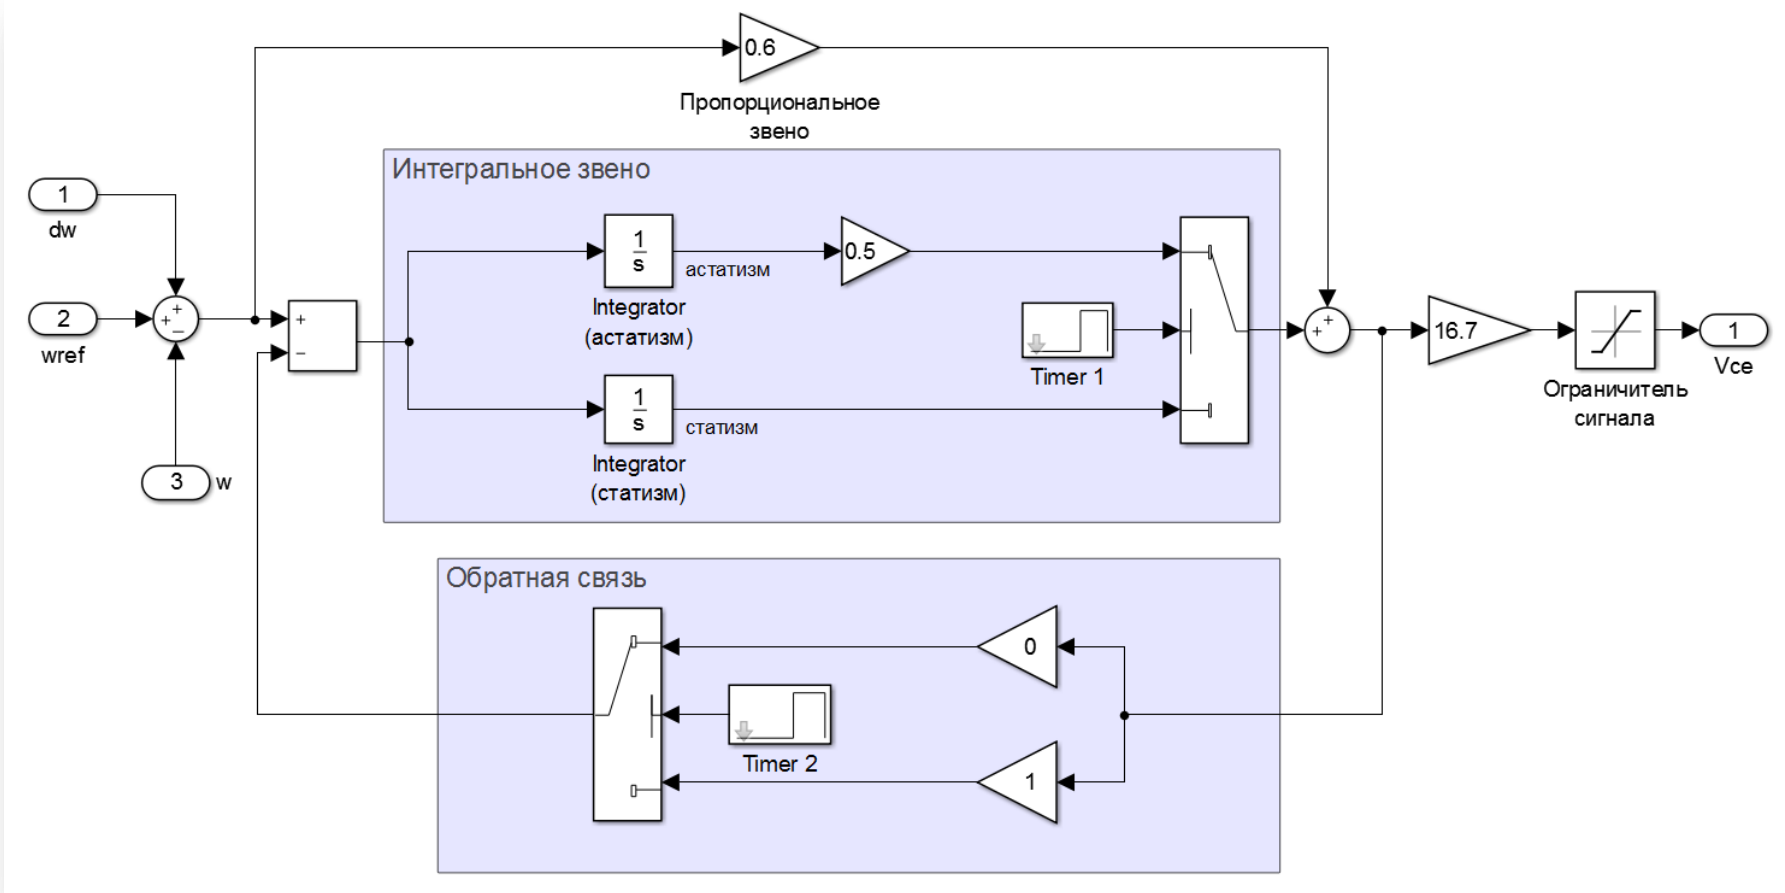 0.6
Пропорциональное
звено
Интегральное звено
1
dw
1
s
астатизм
0.5
Integrator
(астатизм)
+
+
−
2
wref
+
−
Timer 1
+
+
16.7
1
Vce
Ограничитель
сигнала
1
s
статизм
Integrator
(статизм)
3
w
Обратная связь
0
Timer 2
1